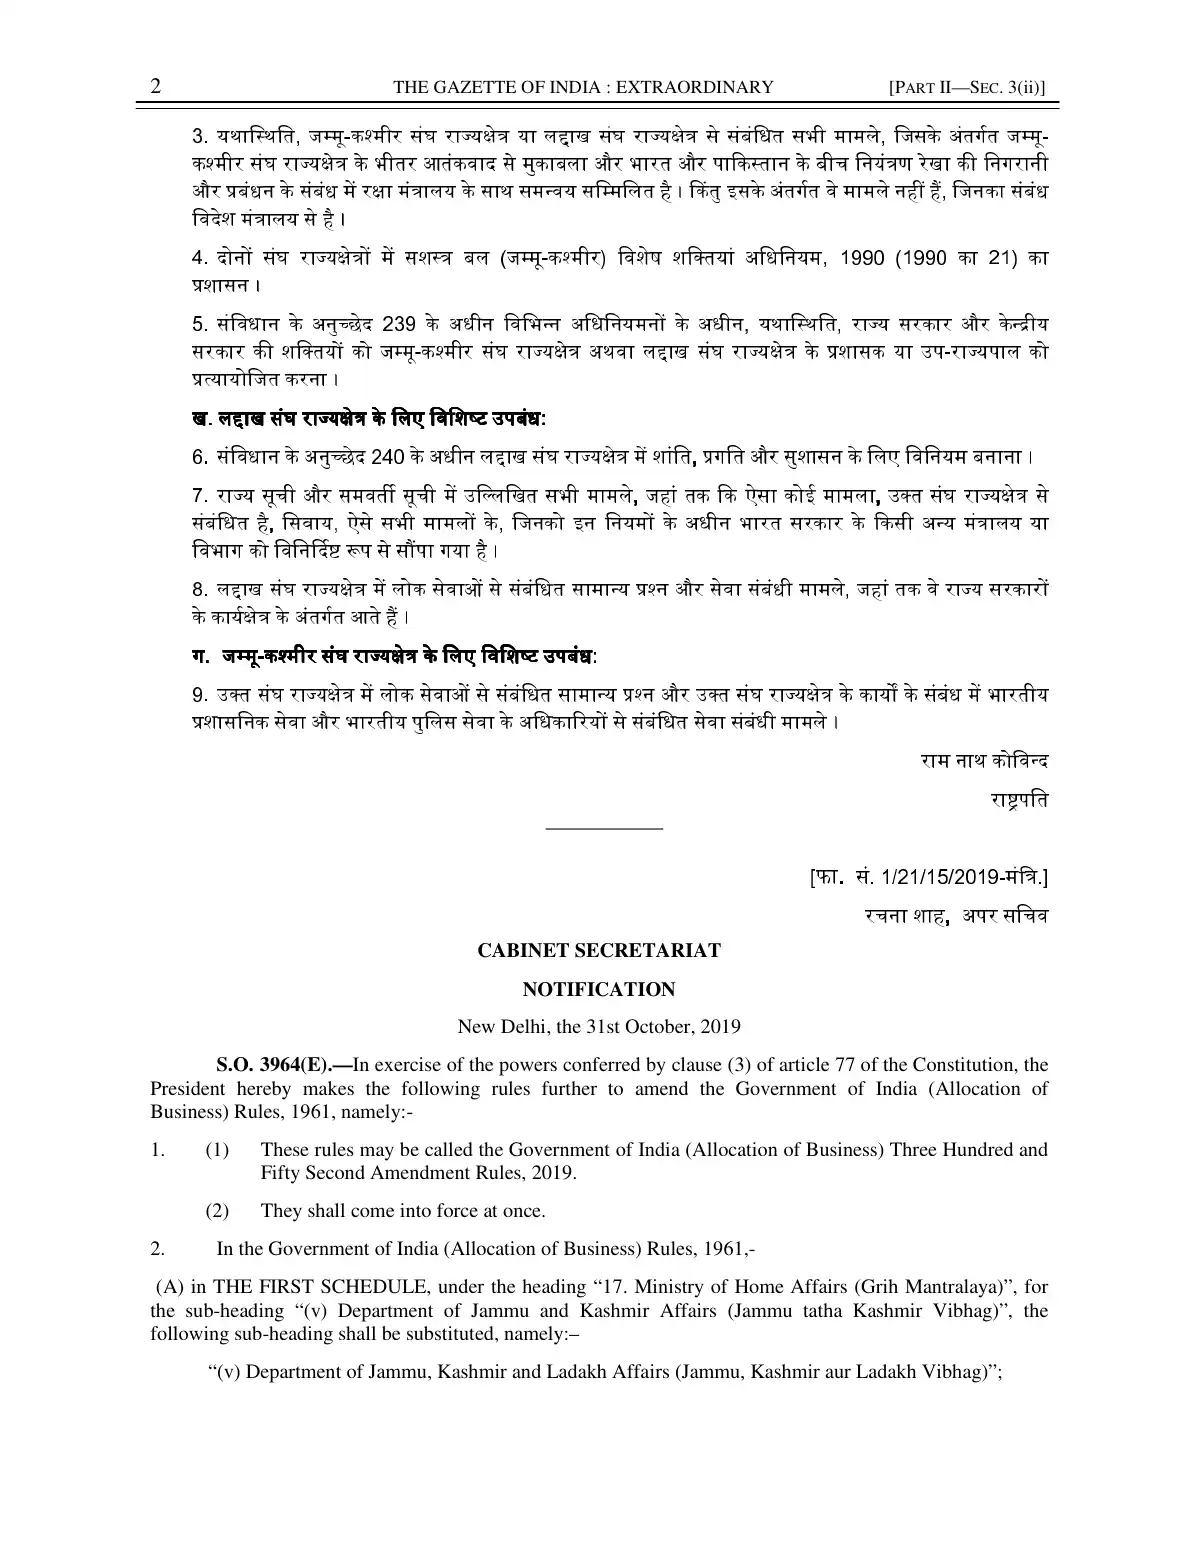 2 THE GAZETTE OF INDIA : EXTRAORDINARY [PART II—SEC. 3(ii)]
3. यथास्थिति, जम्मू-कश्मीर संघ राज्यक्षेत्र या लद्दाख संघ राज्यक्षेत्र से संबंधित सभी मामले, जिसके अंतर्गत जम्मू-
कश्मीर संघ राज्यक्षेत्र के भीतर आतंकवाद से मुकाबला और भारत और पाकिस्तान के बीच नियंत्रण रेखा की निगरानी
और प्रबंधन के संबंध में रक्षा मंत्रालय के साथ समन्वय सम्मिलित है । किंतु इसके अंतर्गत वे मामले नहीं हैं, जिनका संबंध
विदेश मंत्रालय से है ।
4. दोनों संघ राज्यक्षेत्रों में सशस्त्र बल (जम्मू-कश्मीर) विशेष शक्तियां अधिनियम, 1990 (1990 का 21) का
प्रशासन ।
5. संविधान के अनुच्छेद 239 के अधीन विभिन्न अधिनियमनों के अधीन, यथास्थिति, राज्य सरकार और केन्द्रीय
सरकार की शक्तियों को जम्मू-कश्मीर संघ राज्यक्षेत्र अथवा लद्दाख संघ राज्यक्षेत्र के प्रशासक या उप-राज्यपाल को
प्रत्यायोजित करना ।
ख. लद्दाख संघ राज्यक्षेत्र के लिए विशिष्ट उपबंध:
6. संविधान के अनुच्छेद 240 के अधीन लद्दाख संघ राज्यक्षेत्र में शांति, प्रगति और सुशासन के लिए विनियम बनाना ।
7. राज्य सूची और समवर्ती सूची में उल्लिखित सभी मामले, जहां तक कि ऐसा कोई मामला, उक्त संघ राज्यक्षेत्र से
संबंधित है, सिवाय, ऐसे सभी मामलों के, जिनको इन नियमों के अधीन भारत सरकार के किसी अन्य मंत्रालय या
विभाग को विनिर्दिष्ट रूप से सौंपा गया है ।
8. लद्दाख संघ राज्यक्षेत्र में लोक सेवाओं से संबंधित सामान्य प्रश्न और सेवा संबंधी मामले, जहां तक वे राज्य सरकारों
के कार्यक्षेत्र के अंतर्गत आते हैं ।
ग. जम्मू-कश्मीर संघ राज्यक्षेत्र के लिए विशिष्ट उपबंध:
9. उक्त संघ राज्यक्षेत्र में लोक सेवाओं से संबंधित सामान्य प्रश्न और उक्त संघ राज्यक्षेत्र के कार्यों के संबंध में भारतीय
प्रशासनिक सेवा और भारतीय पुलिस सेवा के अधिकारियों से संबंधित सेवा संबंधी मामले ।
राम नाथ कोविन्द
राष्ट्रपति
[फा. सं. 1/21/15/2019-मंत्रि.]
रचना शाह, अपर सचिव
CABINET SECRETARIAT
NOTIFICATION
New Delhi, the 31st October, 2019
S.O. 3964(E).—In exercise of the powers conferred by clause (3) of article 77 of the Constitution, the
President hereby makes the following rules further to amend the Government of India (Allocation of
Business) Rules, 1961, namely:-
1. (1) These rules may be called the Government of India (Allocation of Business) Three Hundred and
Fifty Second Amendment Rules, 2019.
(2) They shall come into force at once.
2. In the Government of India (Allocation of Business) Rules, 1961,-
(A) in THE FIRST SCHEDULE, under the heading “17. Ministry of Home Affairs (Grih Mantralaya)”, for
the sub-heading “(v) Department of Jammu and Kashmir Affairs (Jammu tatha Kashmir Vibhag)”, the
following sub-heading shall be substituted, namely:–
“(v) Department of Jammu, Kashmir and Ladakh Affairs (Jammu, Kashmir aur Ladakh Vibhag)”;